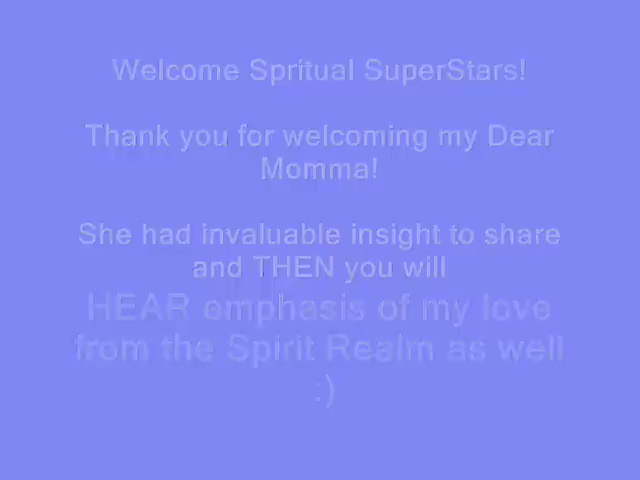 Welcome Spritual SuperStars!
Thank you for welcoming my Dear
Momma!
She had invaluable insight to share
and THEN you will
HEAR emphasis of my love
from the Spirit Realm as well
:)